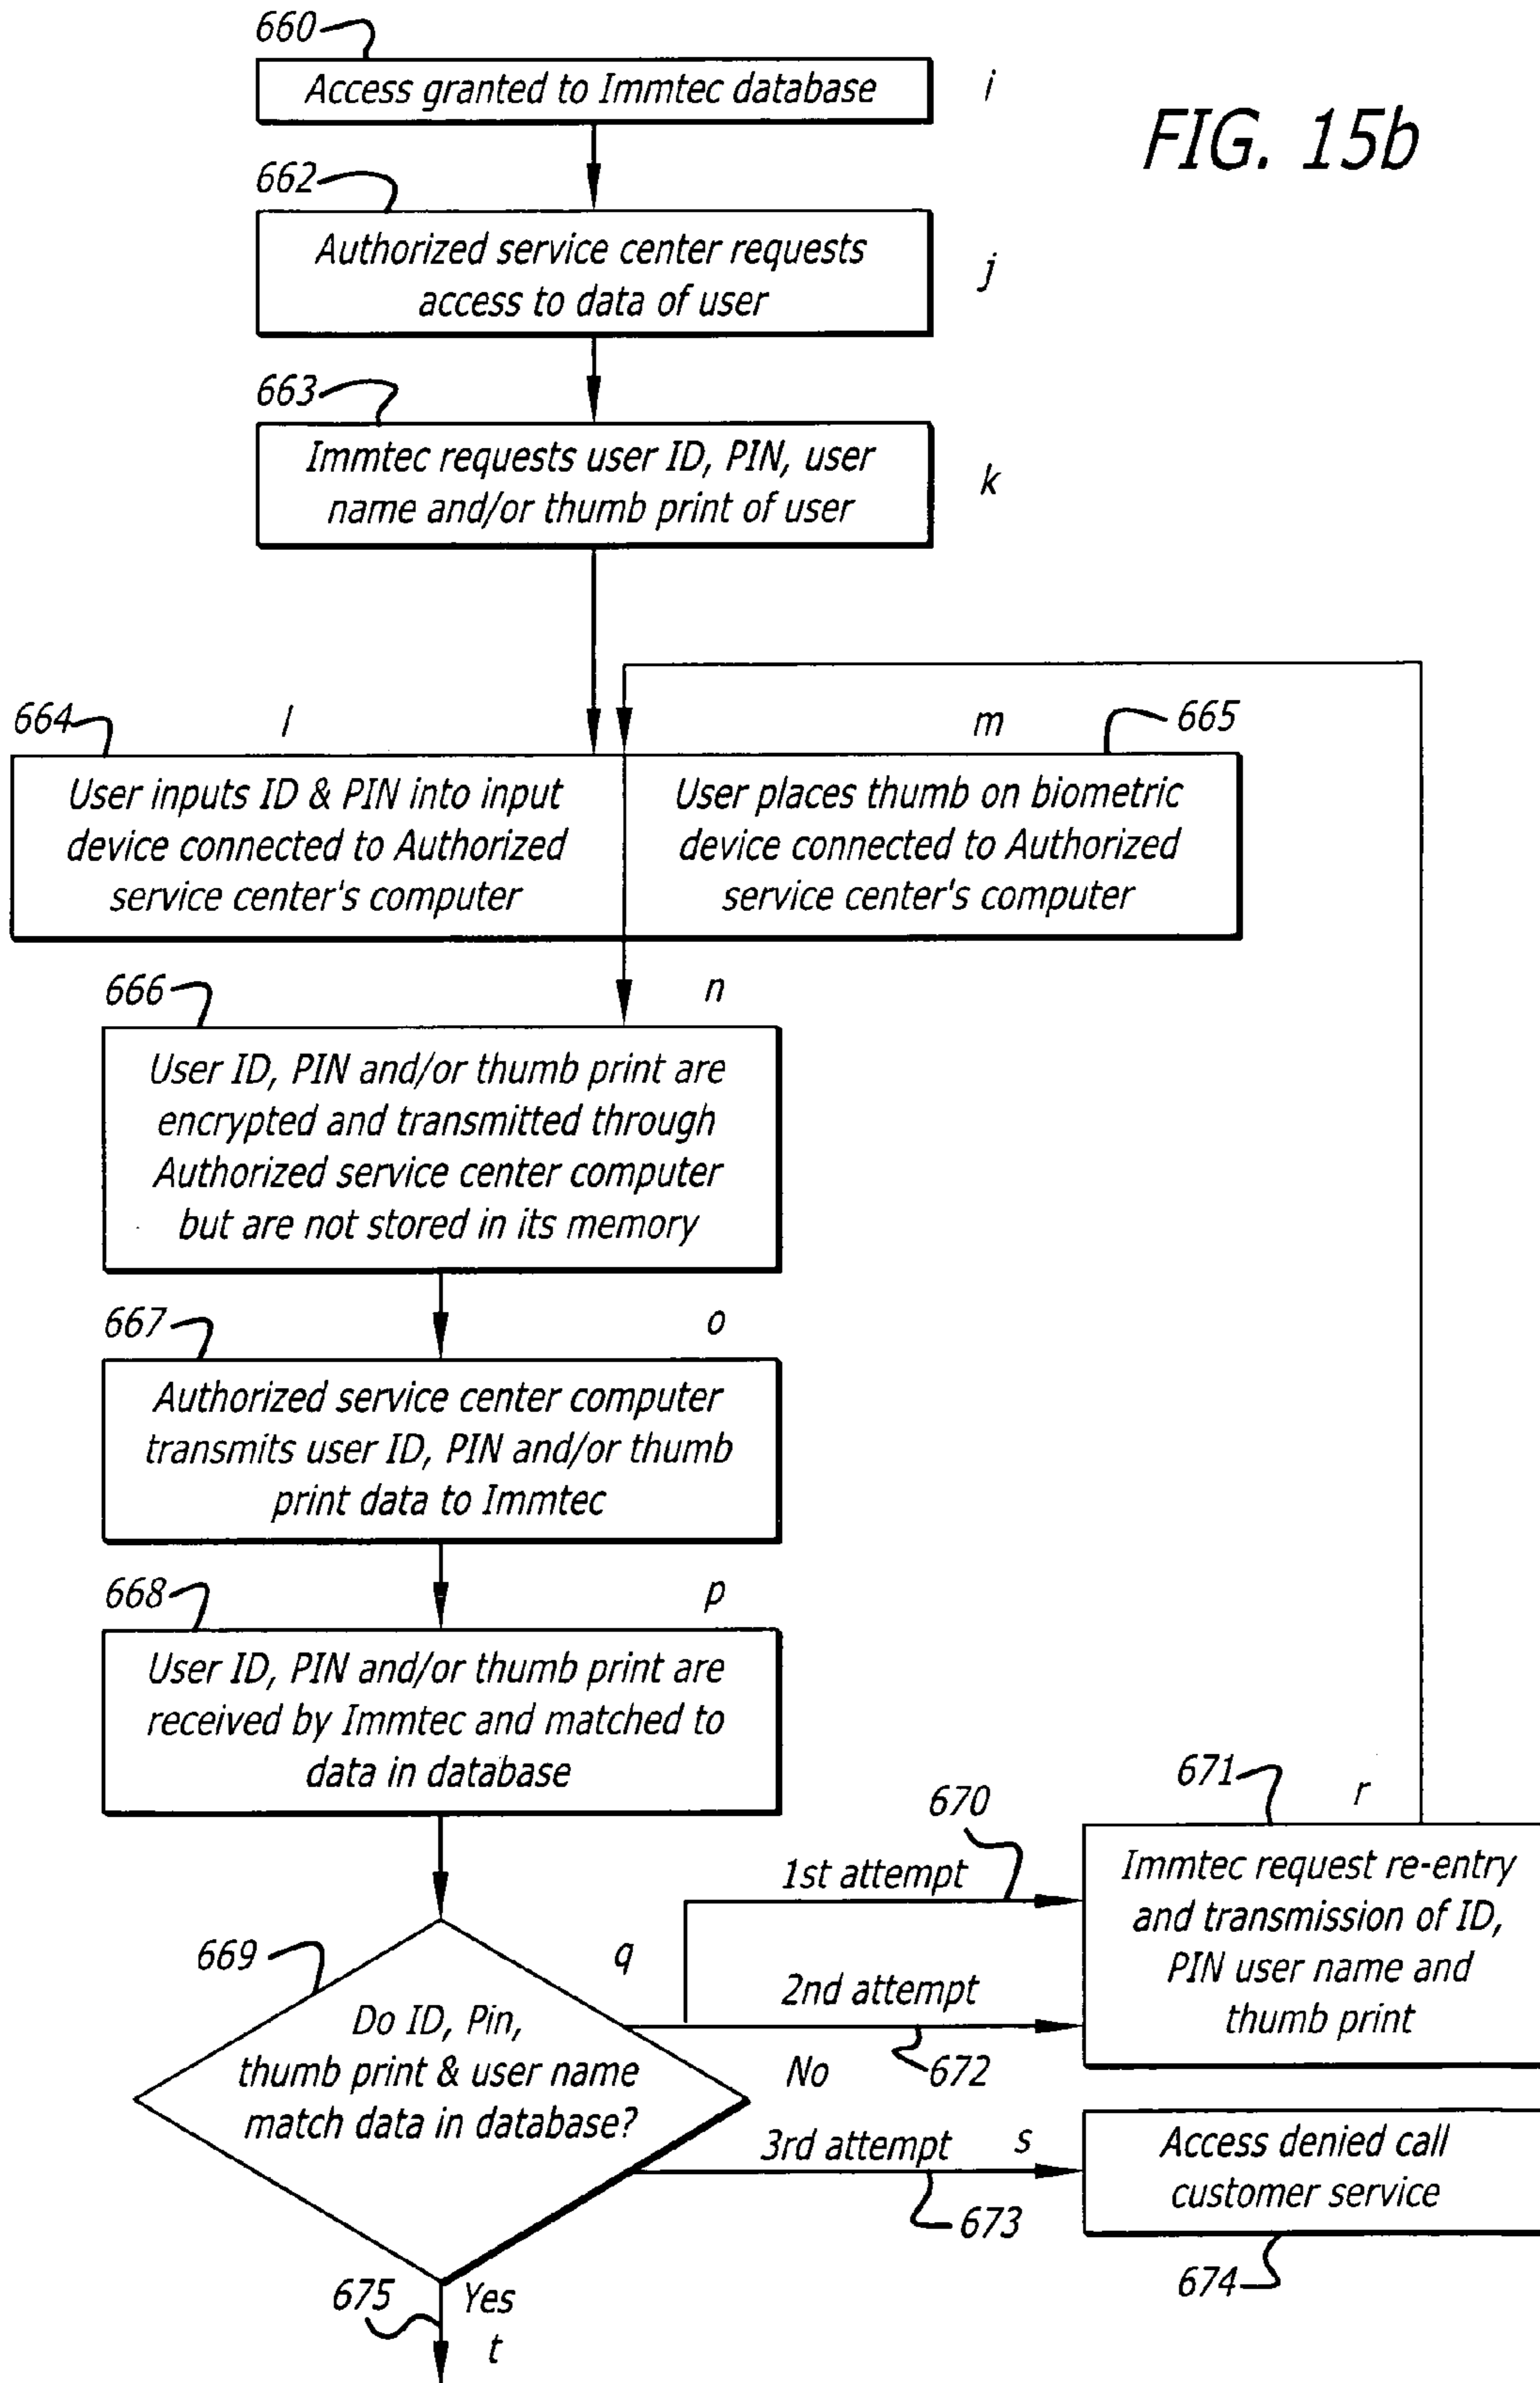 660
Access granted to Immtec database
i
FIG. 15b
662
Authorized service center requests
access to data of user
j
663
Immtec requests user ID, PIN, user
name and/or thumb print of user
k
664
l
m
665
User inputs ID & PIN into input
device connected to Authorized
service center's computer
User places thumb on biometric
device connected to Authorized
service center's computer
666
n
User ID, PIN and/or thumb print are
encrypted and transmitted through
Authorized service center computer
but are not stored in its memory
667
o
Authorized service center computer
transmits user ID, PIN and/or thumb
print data to Immtec
668
p
User ID, PIN and/or thumb print are
received by Immtec and matched to
data in database
669
Do ID, Pin,
thumb print & user name
match data in database?
q
670
1st attempt
2nd attempt
672
No
671
r
Immtec request re-entry
and transmission of ID,
PIN user name and
thumb print
3rd attempt
s
673
Access denied call
customer service
674
675
Yes
t